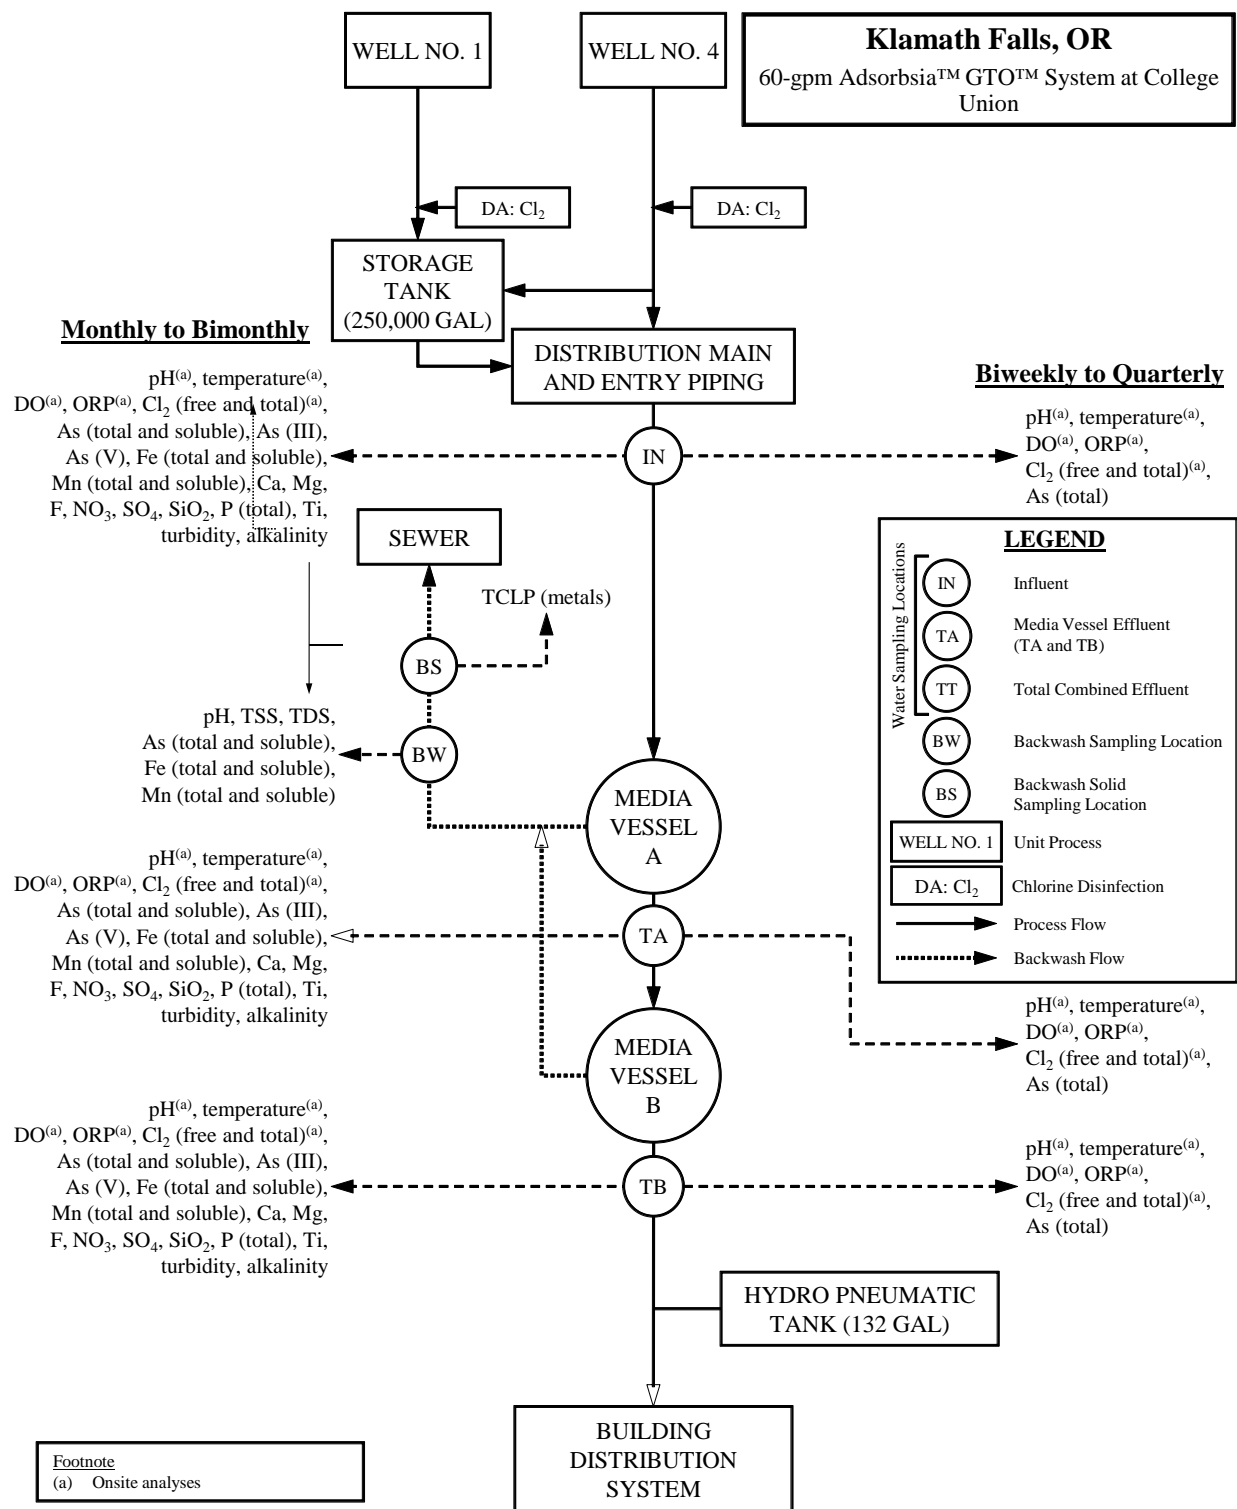 WELL NO. 1
WELL NO. 4
Klamath Falls, OR
60-gpm Adsorbsia™ GTO™ System at College
Union
DA: Cl₂
DA: Cl₂
STORAGE
TANK
(250,000 GAL)
DISTRIBUTION MAIN
AND ENTRY PIPING
Monthly to Bimonthly
pH⁽ᵃ⁾, temperature⁽ᵃ⁾,
DO⁽ᵃ⁾, ORP⁽ᵃ⁾, Cl₂ (free and total)⁽ᵃ⁾,
As (total and soluble), As (III),
As (V), Fe (total and soluble),
Mn (total and soluble), Ca, Mg,
F, NO₃, SO₄, SiO₂, P (total), Ti,
turbidity, alkalinity
IN
Biweekly to Quarterly
pH⁽ᵃ⁾, temperature⁽ᵃ⁾,
DO⁽ᵃ⁾, ORP⁽ᵃ⁾,
Cl₂ (free and total)⁽ᵃ⁾,
As (total)
SEWER
TCLP (metals)
BS
BW
pH, TSS, TDS,
As (total and soluble),
Fe (total and soluble),
Mn (total and soluble)
LEGEND
Water Sampling Locations
IN Influent
TA Media Vessel Effluent
(TA and TB)
TT Total Combined Effluent
BW Backwash Sampling Location
BS Backwash Solid
Sampling Location
WELL NO. 1 Unit Process
DA: Cl₂ Chlorine Disinfection
Process Flow
Backwash Flow
MEDIA
VESSEL
A
pH⁽ᵃ⁾, temperature⁽ᵃ⁾,
DO⁽ᵃ⁾, ORP⁽ᵃ⁾, Cl₂ (free and total)⁽ᵃ⁾,
As (total and soluble), As (III),
As (V), Fe (total and soluble),
Mn (total and soluble), Ca, Mg,
F, NO₃, SO₄, SiO₂, P (total), Ti,
turbidity, alkalinity
TA
pH⁽ᵃ⁾, temperature⁽ᵃ⁾,
DO⁽ᵃ⁾, ORP⁽ᵃ⁾,
Cl₂ (free and total)⁽ᵃ⁾,
As (total)
MEDIA
VESSEL
B
pH⁽ᵃ⁾, temperature⁽ᵃ⁾,
DO⁽ᵃ⁾, ORP⁽ᵃ⁾, Cl₂ (free and total)⁽ᵃ⁾,
As (total and soluble), As (III),
As (V), Fe (total and soluble),
Mn (total and soluble), Ca, Mg,
F, NO₃, SO₄, SiO₂, P (total), Ti,
turbidity, alkalinity
TB
pH⁽ᵃ⁾, temperature⁽ᵃ⁾,
DO⁽ᵃ⁾, ORP⁽ᵃ⁾,
Cl₂ (free and total)⁽ᵃ⁾,
As (total)
HYDRO PNEUMATIC
TANK (132 GAL)
BUILDING
DISTRIBUTION
SYSTEM
Footnote
(a) Onsite analyses